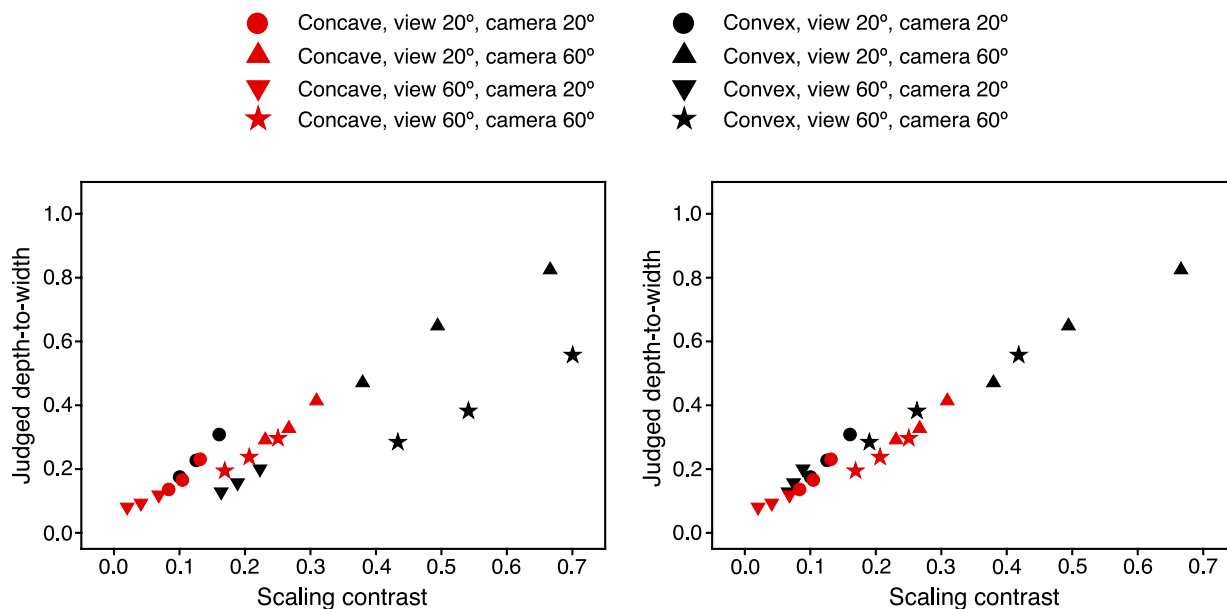 Concave, view 20º, camera 20º
Concave, view 20º, camera 60º
Concave, view 60º, camera 20º
Concave, view 60º, camera 60º
Convex, view 20º, camera 20º
Convex, view 20º, camera 60º
Convex, view 60º, camera 20º
Convex, view 60º, camera 60º
Judged depth-to-width
1.0
0.8
0.6
0.4
0.2
0.0
0.0 0.1 0.2 0.3 0.4 0.5 0.6 0.7
Scaling contrast
Judged depth-to-width
1.0
0.8
0.6
0.4
0.2
0.0
0.0 0.1 0.2 0.3 0.4 0.5 0.6 0.7
Scaling contrast